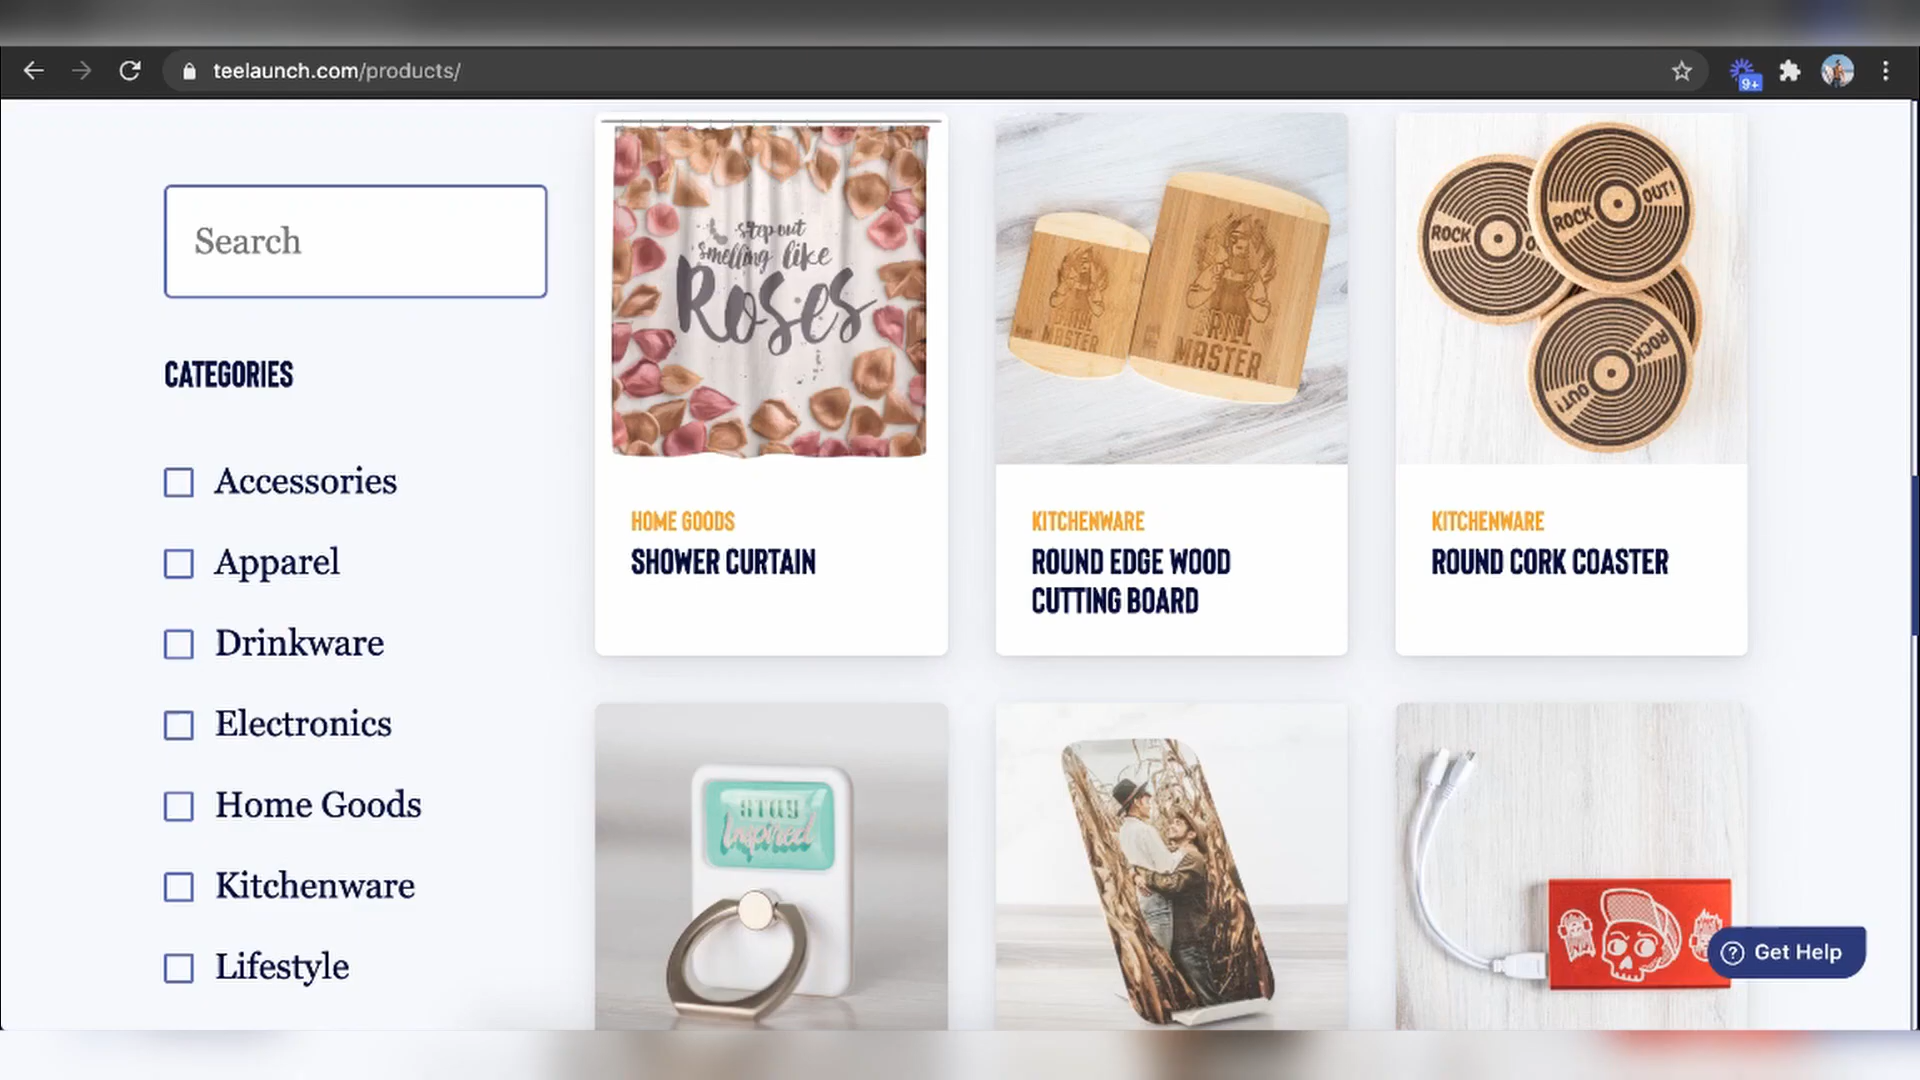 teelaunch.com/products/
9+
Search
CATEGORIES
Accessories
Apparel
Drinkware
Electronics
Home Goods
Kitchenware
Lifestyle
step out
smelling like
Roses
HOME GOODS
SHOWER CURTAIN
GRILL
MASTER
GRILL
MASTER
KITCHENWARE
ROUND EDGE WOOD
CUTTING BOARD
ROCK
ROCK OUT!
ROCK
OUT!
KITCHENWARE
ROUND CORK COASTER
STAY
Inspired
Get Help